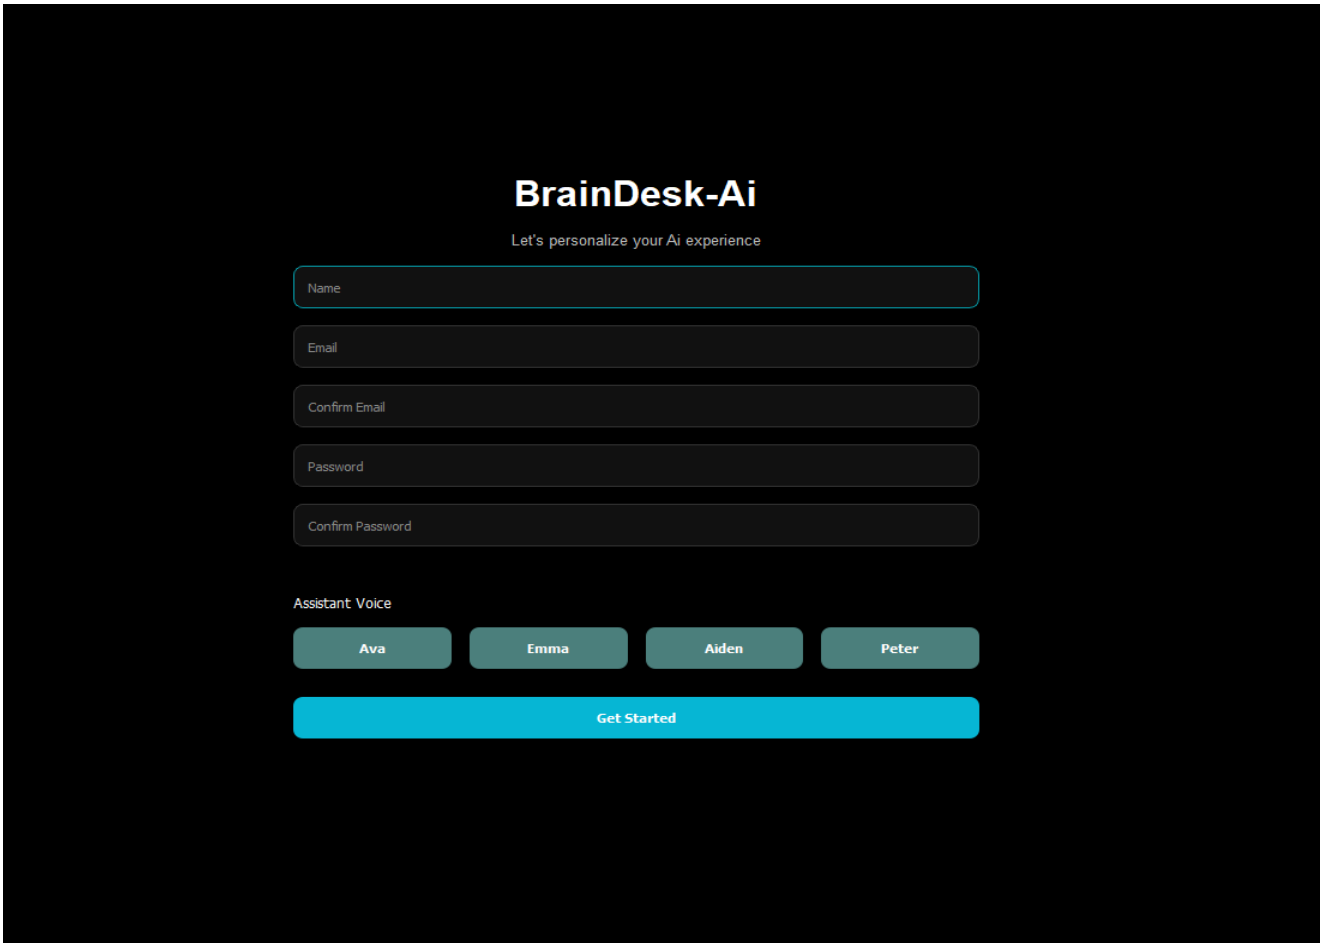 BrainDesk-Ai
Let's personalize your Ai experience
Name
Email
Confirm Email
Password
Confirm Password
Assistant Voice
Ava Emma Aiden Peter
Get Started